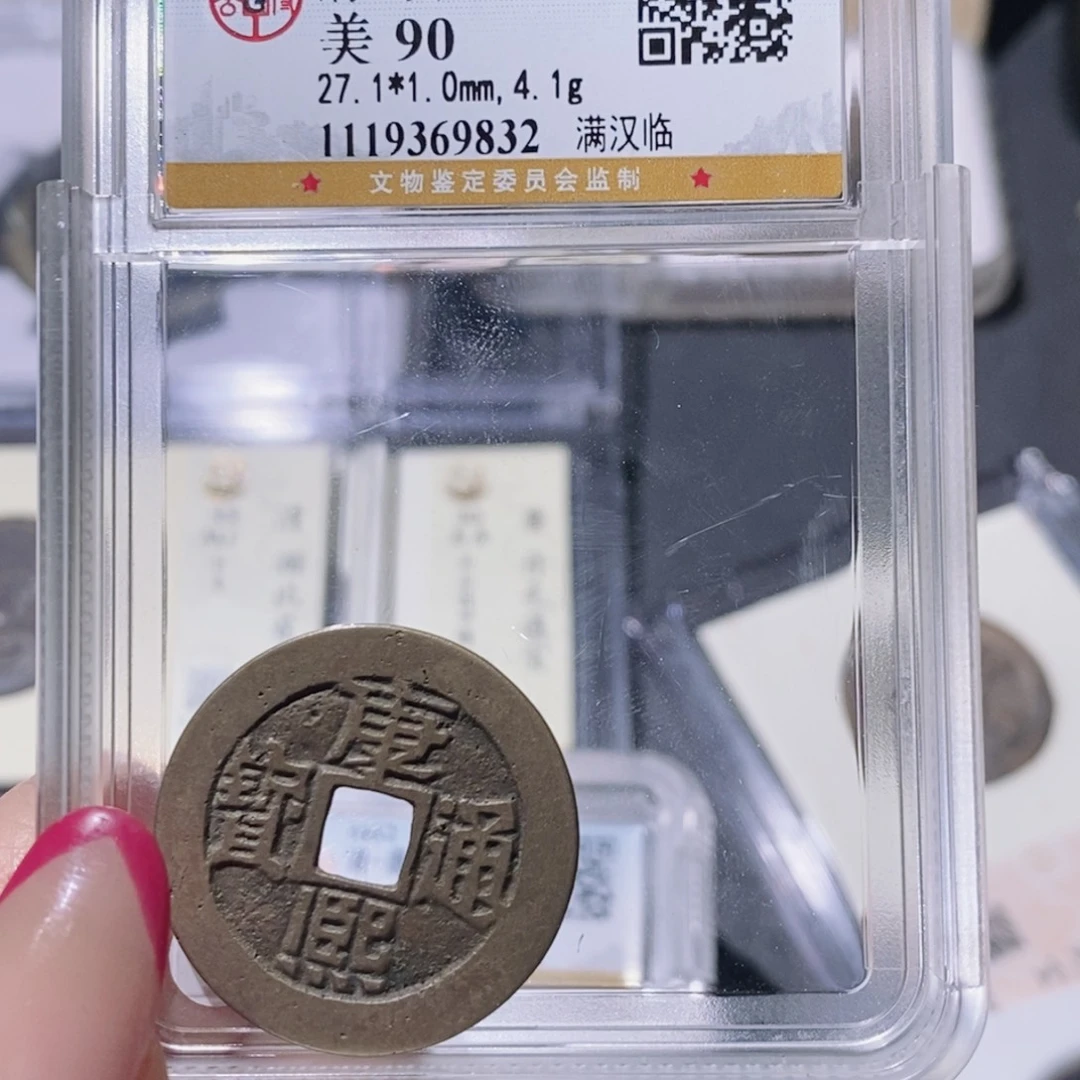 美 90
27.1*1.0mm,4.1g
1119369832 满汉临
★ 文物鉴定委员会监制 ★
康
寳 通
熙